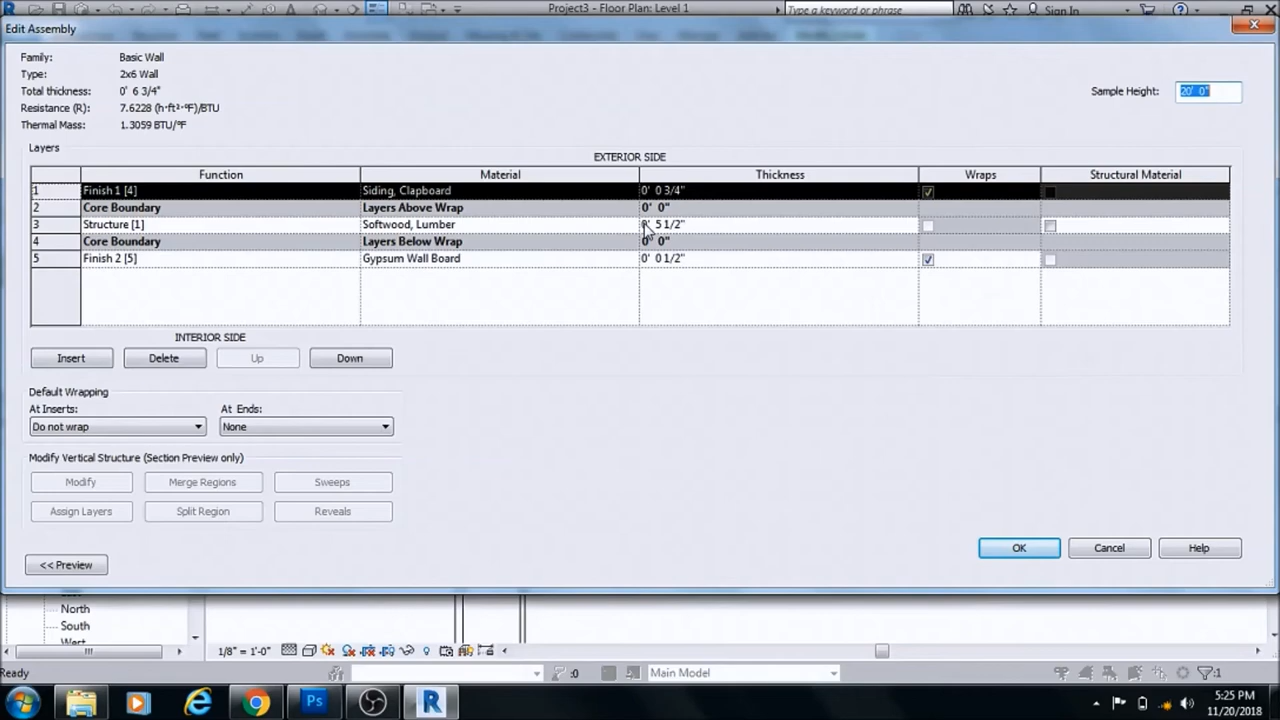 Project3 - Floor Plan: Level 1
Type a keyword or phrase
Sign In
Edit Assembly
Family: Basic Wall
Type: 2x6 Wall
Total thickness: 0' 6 3/4"
Resistance (R): 7.6228 (h·ft²·°F)/BTU
Thermal Mass: 1.3059 BTU/°F
Sample Height: 20' 0"
Layers
EXTERIOR SIDE
Function Material Thickness Wraps Structural Material
1 Finish 1 [4] Siding, Clapboard 0' 0 3/4"
2 Core Boundary Layers Above Wrap 0' 0"
3 Structure [1] Softwood, Lumber 0' 5 1/2"
4 Core Boundary Layers Below Wrap 0' 0"
5 Finish 2 [5] Gypsum Wall Board 0' 0 1/2"
INTERIOR SIDE
Insert Delete Up Down
Default Wrapping
At Inserts: At Ends:
Do not wrap None
Modify Vertical Structure (Section Preview only)
Modify Merge Regions Sweeps
Assign Layers Split Region Reveals
OK Cancel Help
<< Preview
North
South
West
1/8" = 1'-0"
Ready :0 Main Model :1
Ps R
5:25 PM
11/20/2018